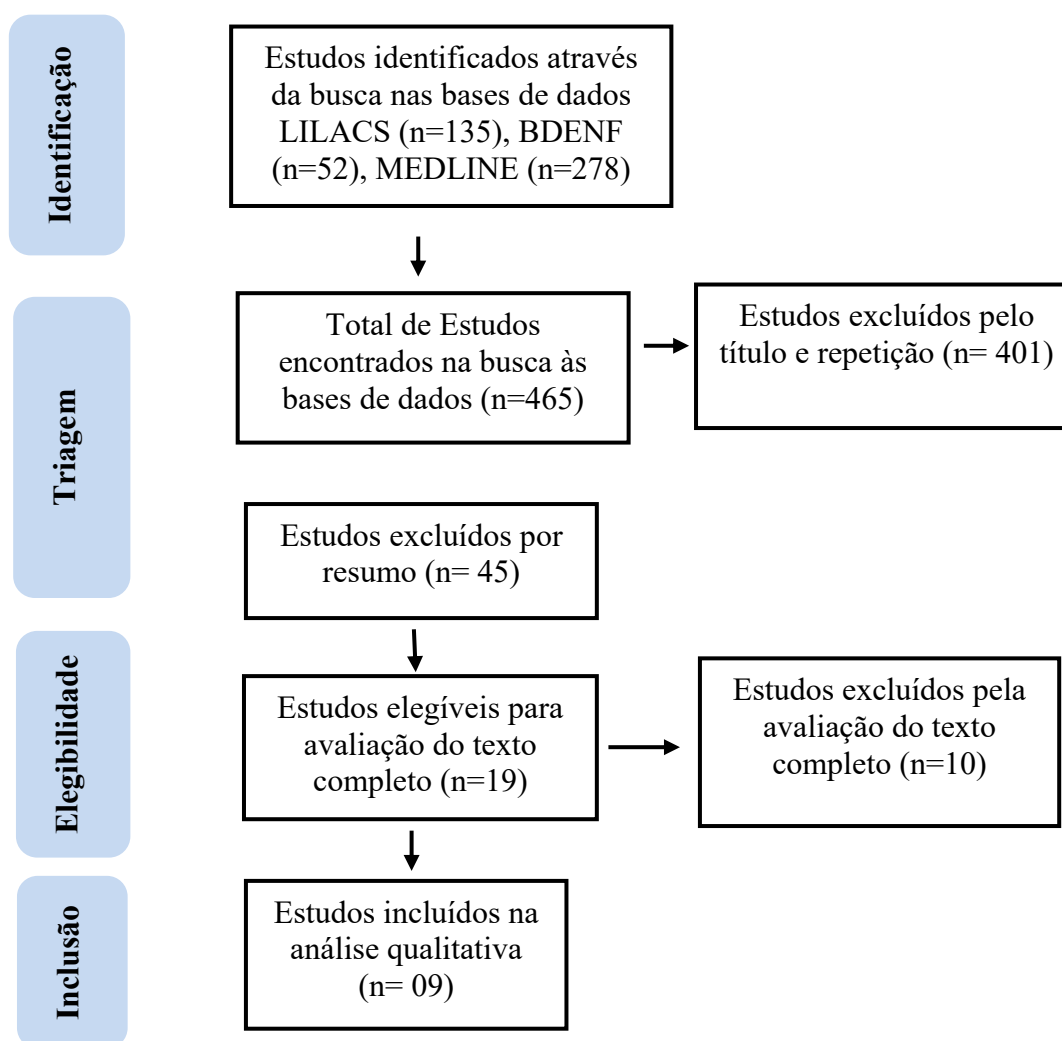 Identificação
Estudos identificados através
da busca nas bases de dados
LILACS (n=135), BDENF
(n=52), MEDLINE (n=278)
Triagem
Total de Estudos
encontrados na busca às
bases de dados (n=465)
Estudos excluídos pelo
título e repetição (n= 401)
Estudos excluídos por
resumo (n= 45)
Elegibilidade
Estudos elegíveis para
avaliação do texto
completo (n=19)
Estudos excluídos pela
avaliação do texto
completo (n=10)
Inclusão
Estudos incluídos na
análise qualitativa
(n= 09)